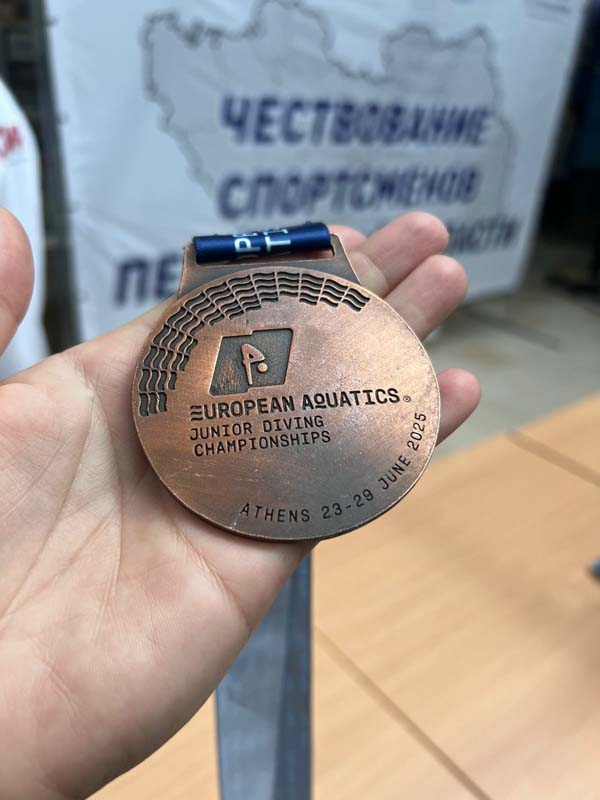 ЧЕСТВОВАНИЕ
СПОРТСМЕНОВ
EUROPEAN AQUATICS®
JUNIOR DIVING
CHAMPIONSHIPS
ATHENS 23-29 JUNE 2025